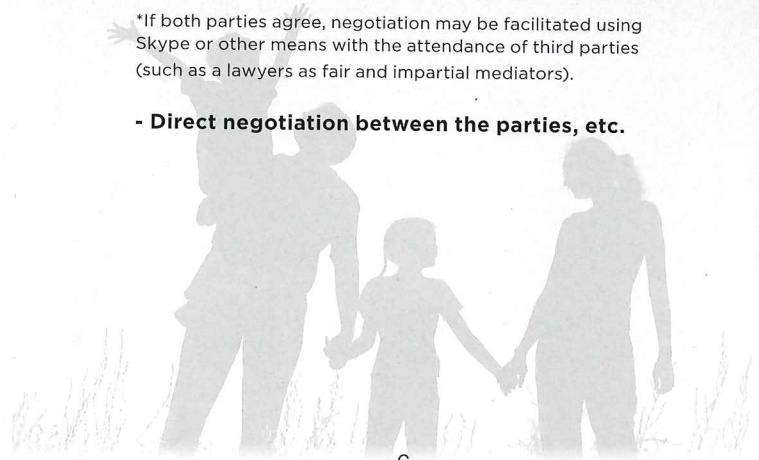 *If both parties agree, negotiation may be facilitated using
Skype or other means with the attendance of third parties
(such as a lawyers as fair and impartial mediators).
- Direct negotiation between the parties, etc.